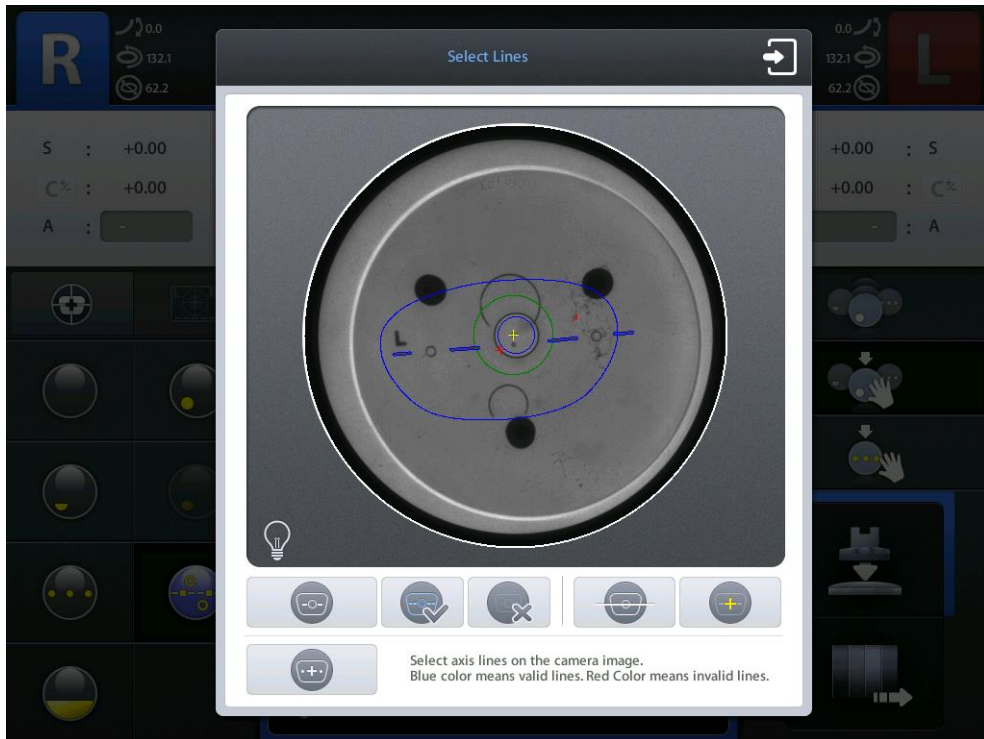 R
0.0
132.1
62.2
Select Lines
0.0
132.1
62.2
L
S : +0.00
+0.00 : S
C% : +0.00
+0.00 : C%
A : -
- : A
L
Select axis lines on the camera image.
Blue color means valid lines. Red Color means invalid lines.